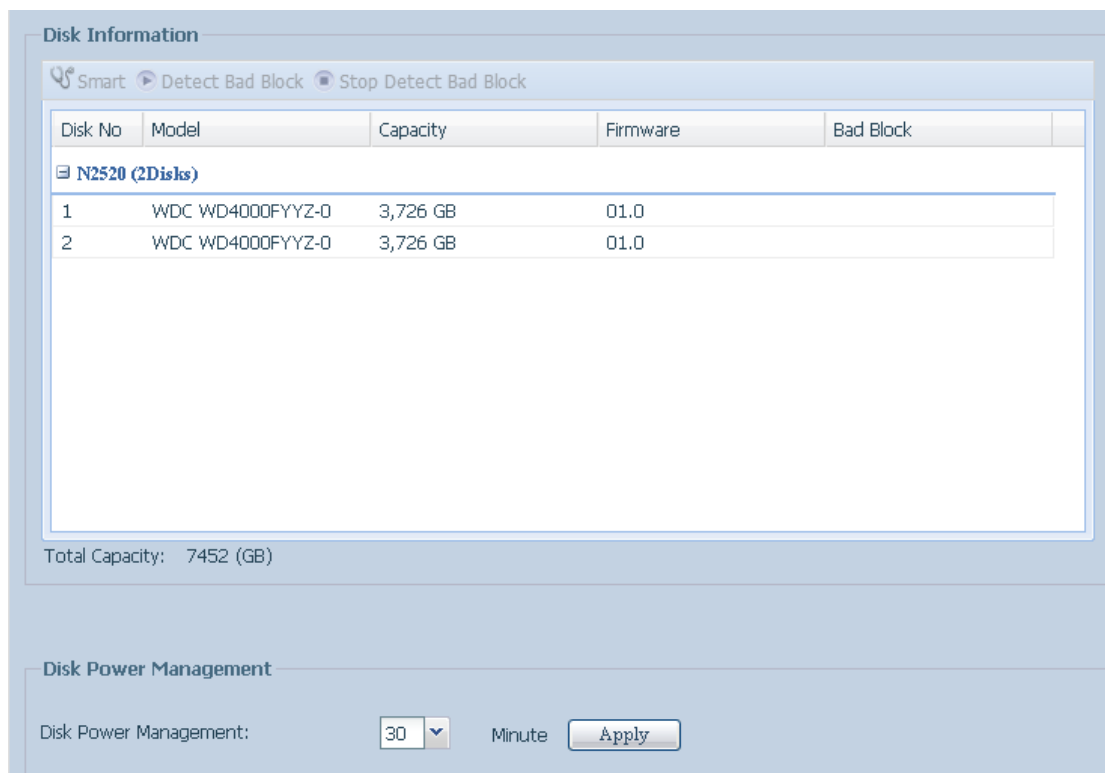 Disk Information
Smart Detect Bad Block Stop Detect Bad Block
Disk No Model Capacity Firmware Bad Block
N2520 (2Disks)
1 WDC WD4000FYYZ-0 3,726 GB 01.0
2 WDC WD4000FYYZ-0 3,726 GB 01.0
Total Capacity: 7452 (GB)
Disk Power Management
Disk Power Management: 30 Minute Apply